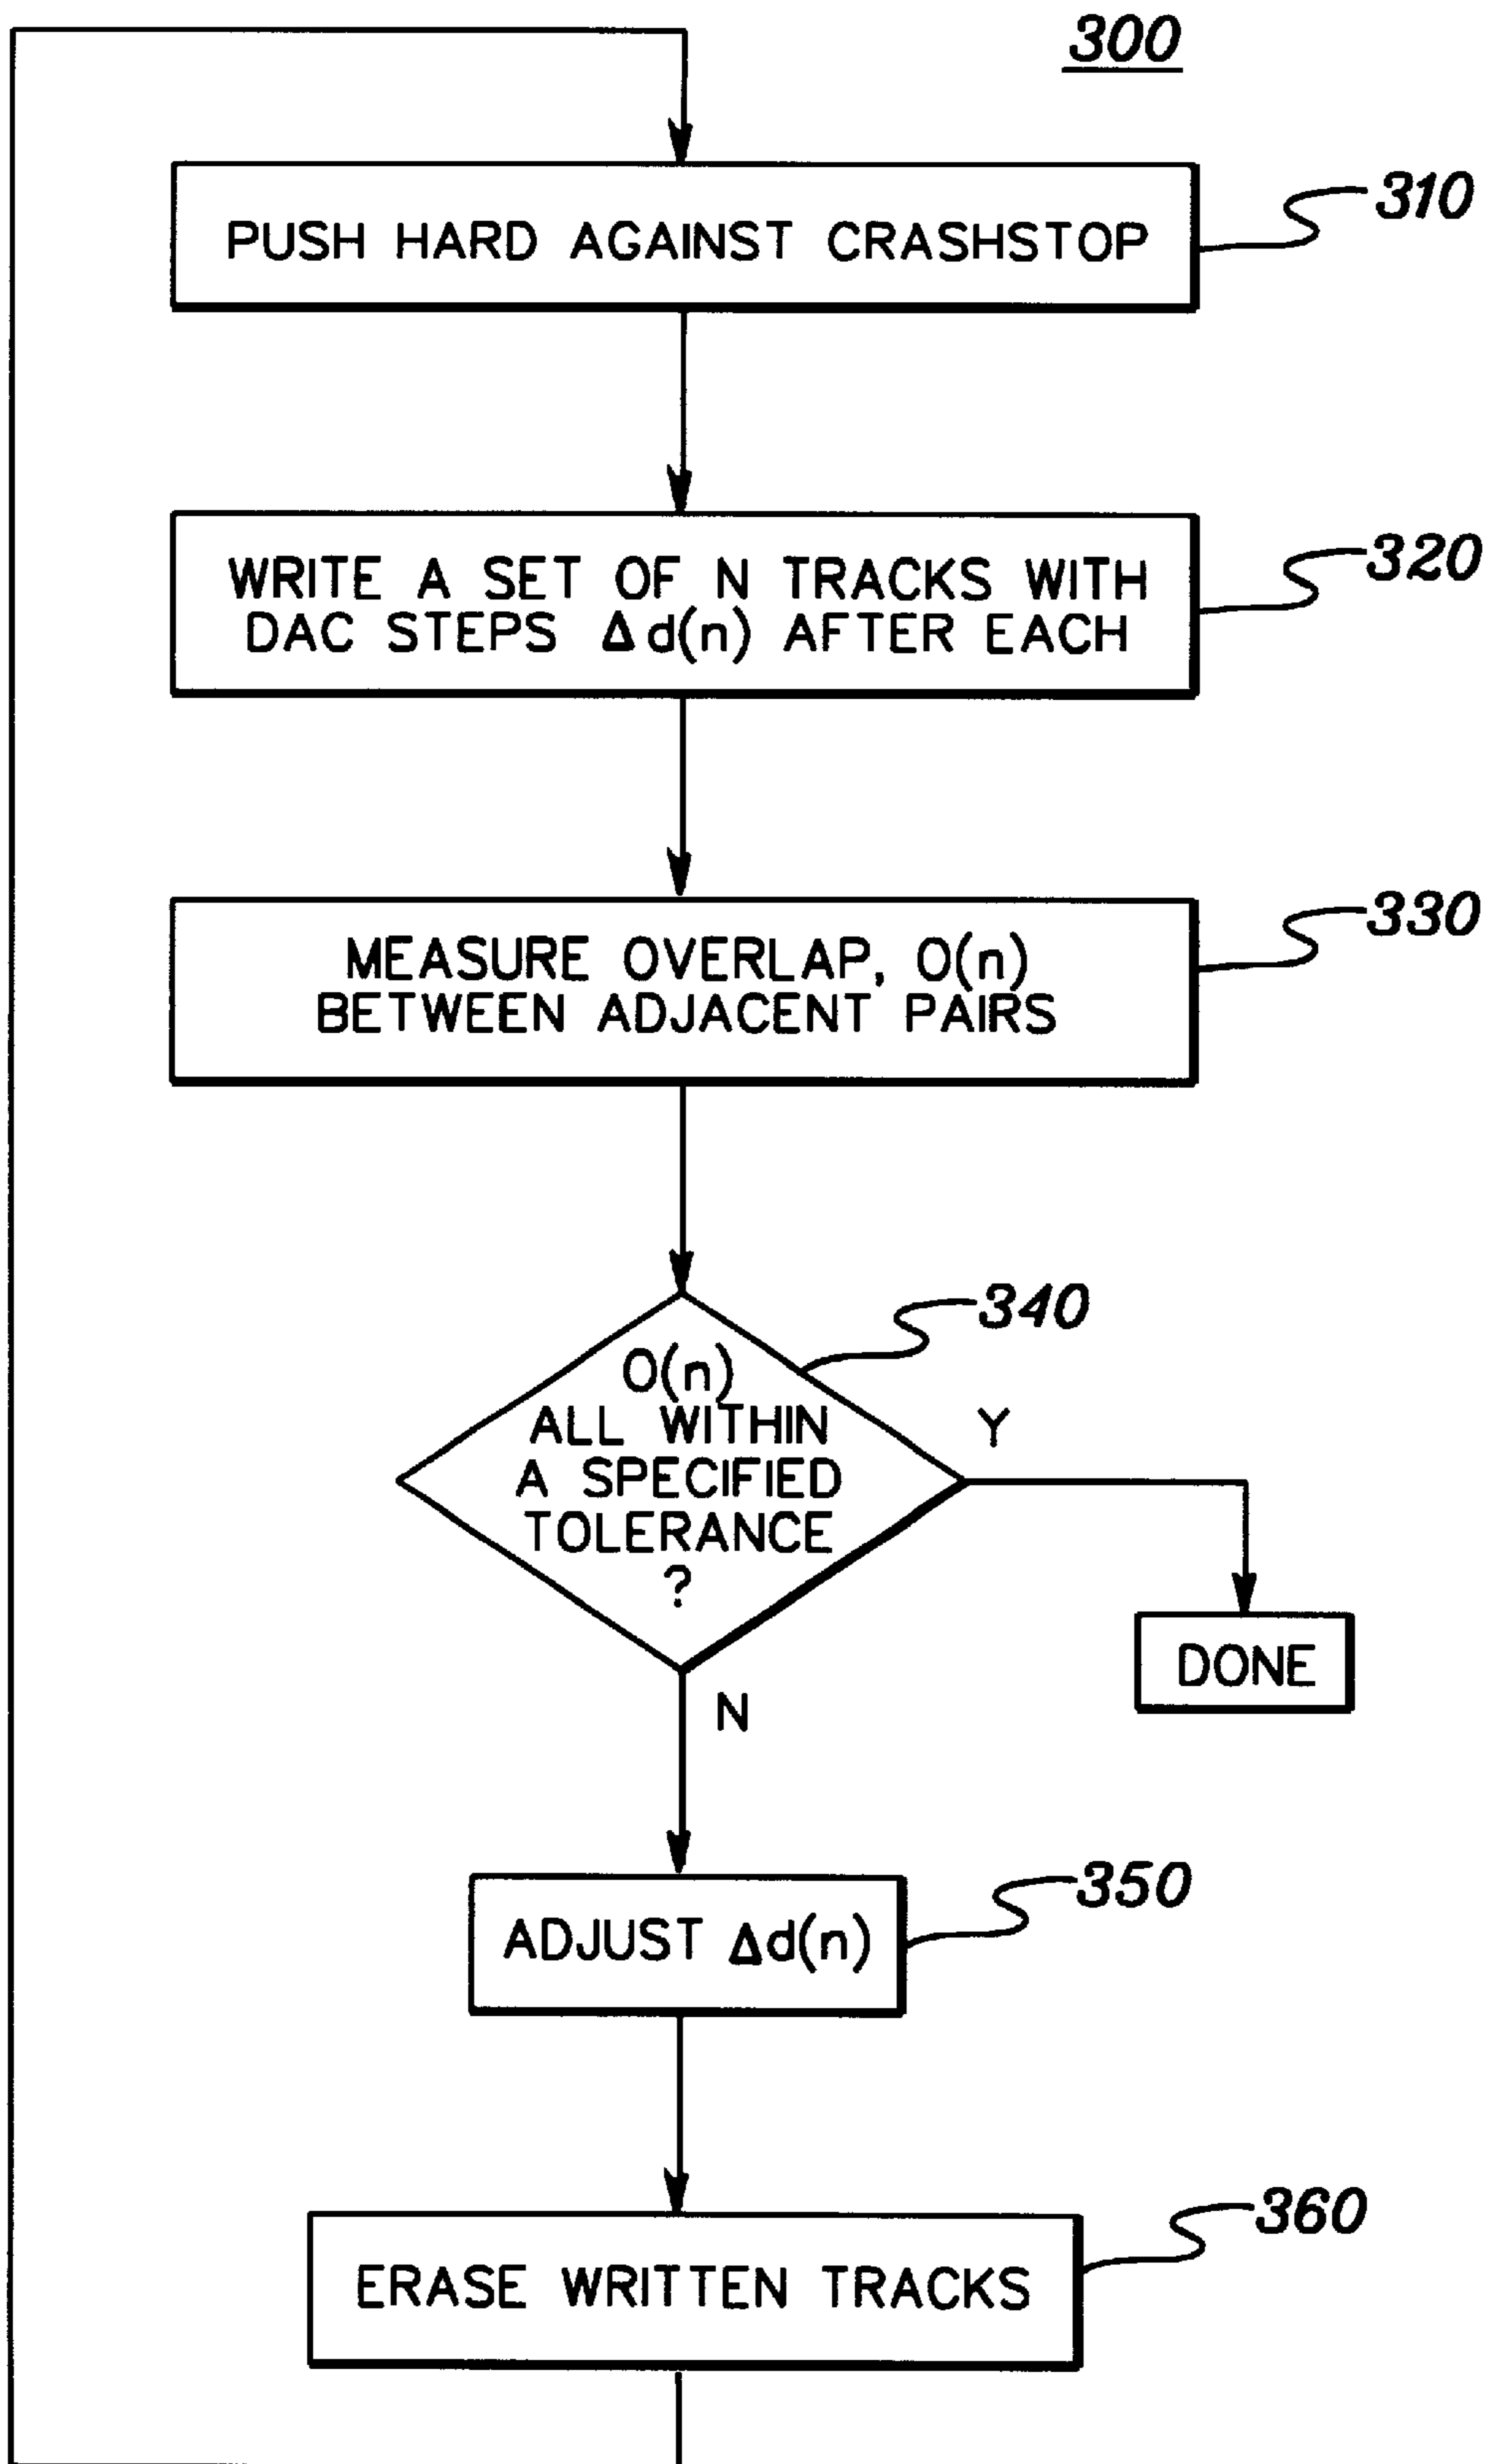 300
PUSH HARD AGAINST CRASHSTOP
310
WRITE A SET OF N TRACKS WITH
DAC STEPS Δd(n) AFTER EACH
320
MEASURE OVERLAP, O(n)
BETWEEN ADJACENT PAIRS
330
O(n)
ALL WITHIN
A SPECIFIED
TOLERANCE
?
340
Y
DONE
N
ADJUST Δd(n)
350
ERASE WRITTEN TRACKS
360